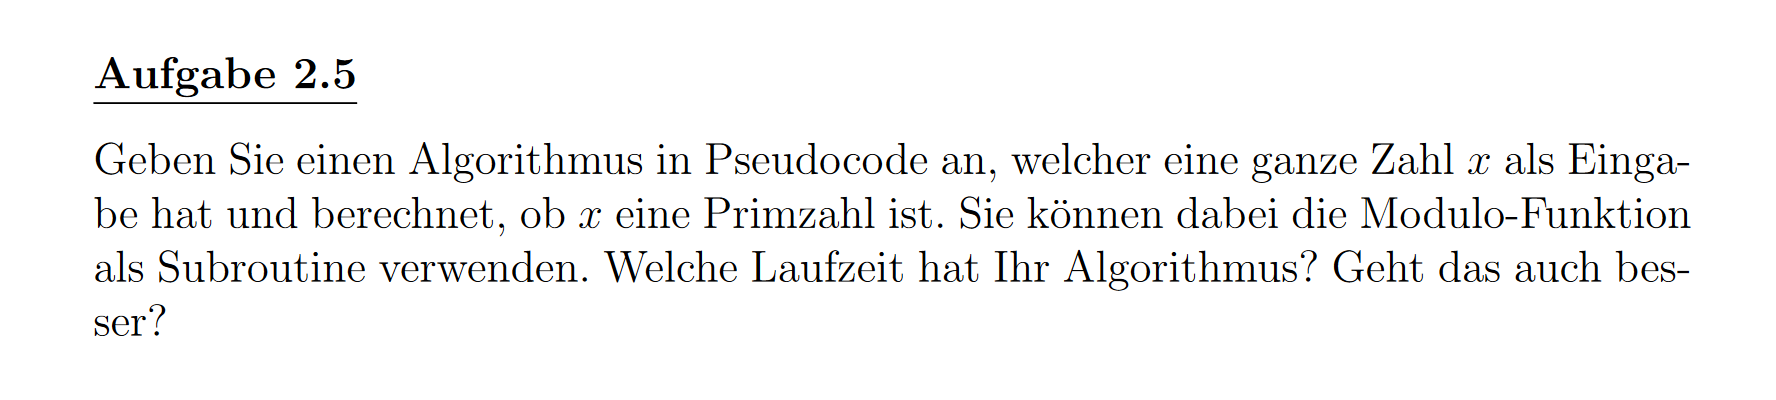 Aufgabe 2.5
Geben Sie einen Algorithmus in Pseudocode an, welcher eine ganze Zahl x als Einga-
be hat und berechnet, ob x eine Primzahl ist. Sie können dabei die Modulo-Funktion
als Subroutine verwenden. Welche Laufzeit hat Ihr Algorithmus? Geht das auch bes-
ser?